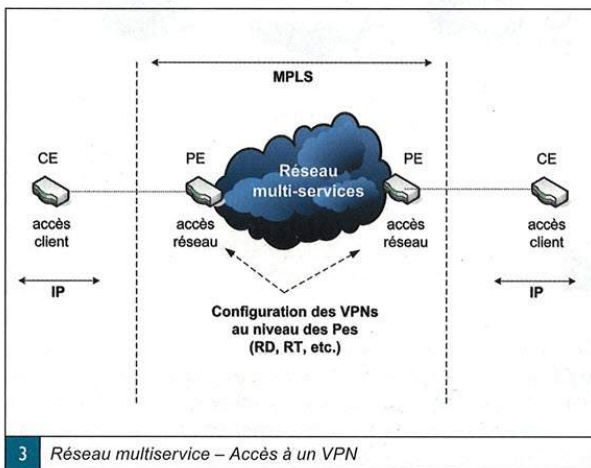 MPLS
CE
PE
Réseau
multi-services
PE
CE
accès
client
accès
réseau
accès
réseau
accès
client
IP
IP
Configuration des VPNs
au niveau des Pes
(RD, RT, etc.)
3 Réseau multiservice – Accès à un VPN